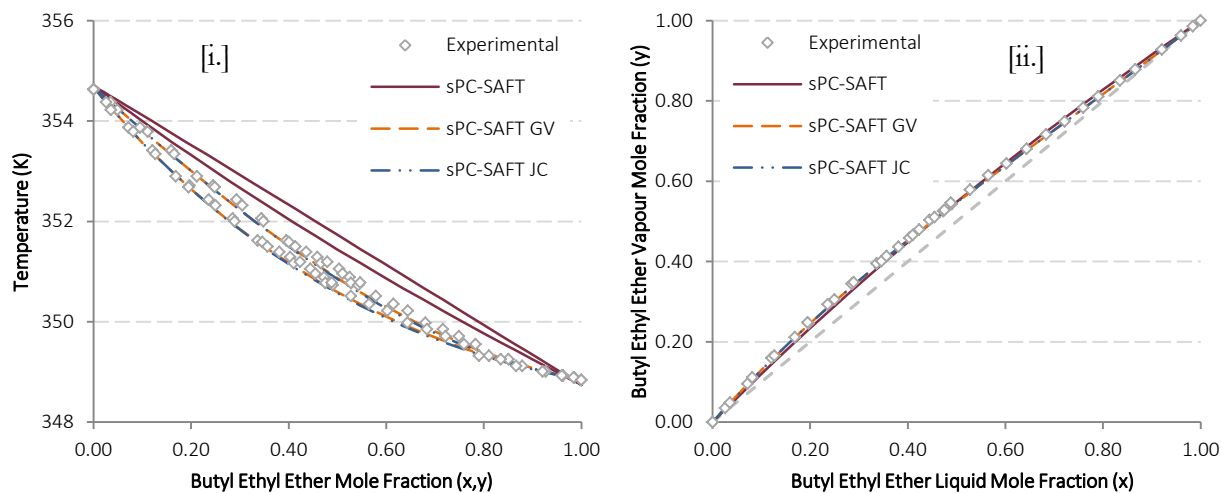 [i.]
Experimental
sPC-SAFT
sPC-SAFT GV
sPC-SAFT JC
Temperature (K)
356
354
352
350
348
0.00 0.20 0.40 0.60 0.80 1.00
Butyl Ethyl Ether Mole Fraction (x,y)
[ii.]
Experimental
sPC-SAFT
sPC-SAFT GV
sPC-SAFT JC
Butyl Ethyl Ether Vapour Mole Fraction (y)
1.00
0.80
0.60
0.40
0.20
0.00
0.00 0.20 0.40 0.60 0.80 1.00
Butyl Ethyl Ether Liquid Mole Fraction (x)